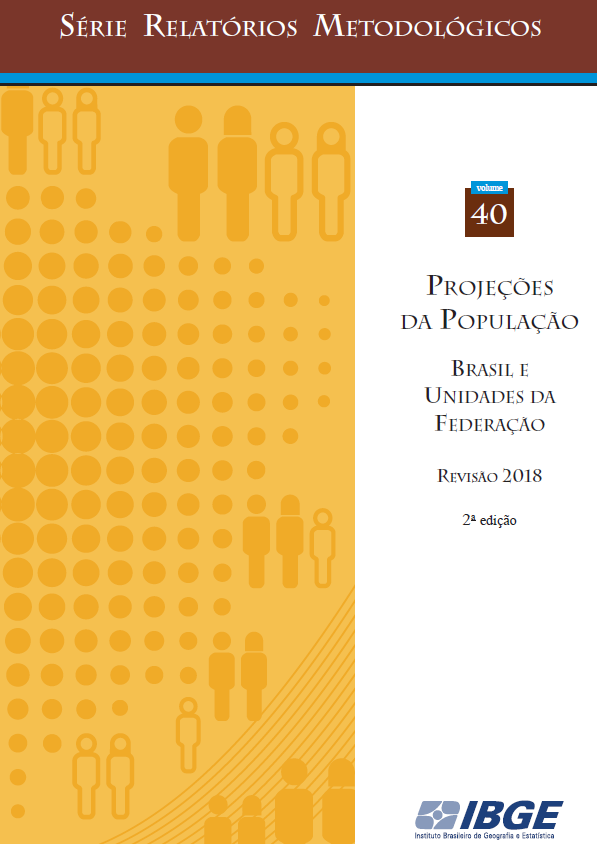 Série Relatórios Metodológicos
volume
40
Projeções
da População
Brasil e
Unidades da
Federação
Revisão 2018
2ª edição
IBGE
Instituto Brasileiro de Geografia e Estatística